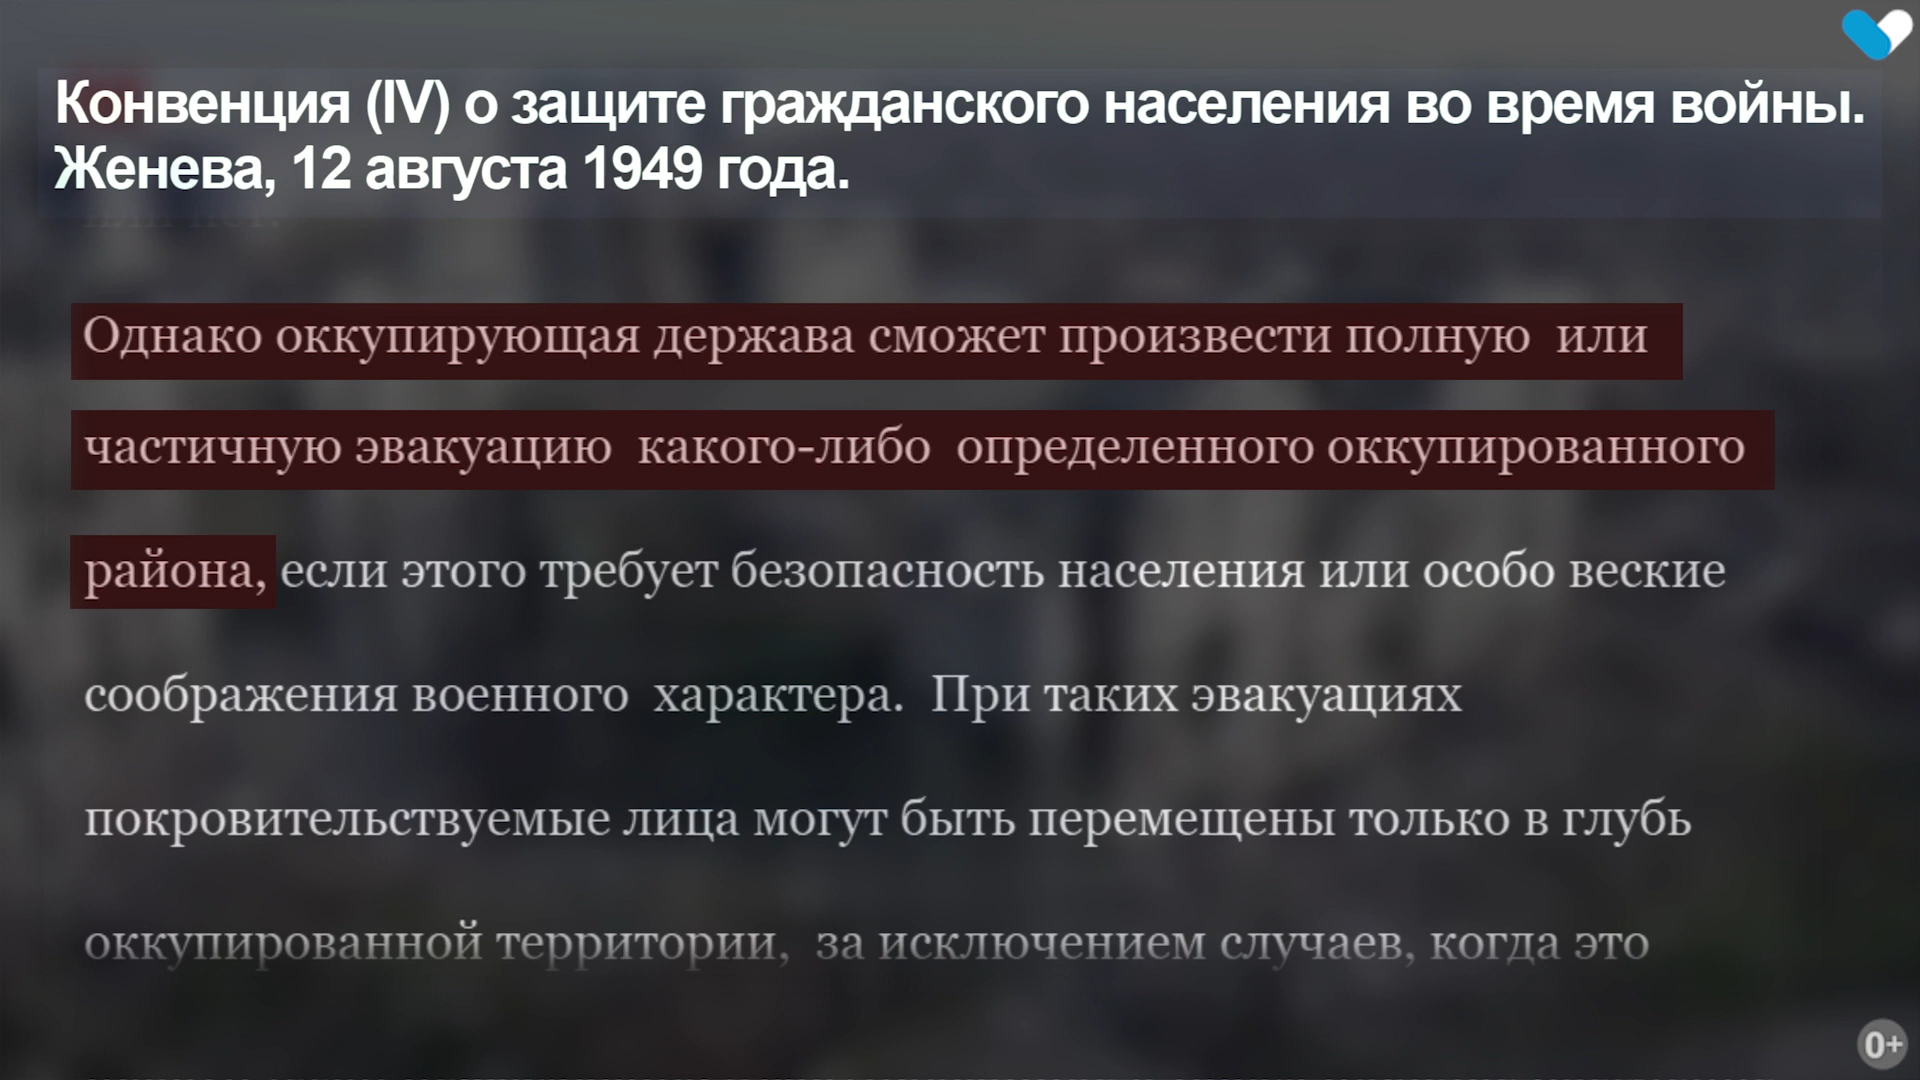 Конвенция (IV) о защите гражданского населения во время войны.
Женева, 12 августа 1949 года.
Однако оккупирующая держава сможет произвести полную или
частичную эвакуацию какого-либо определенного оккупированного
района, если этого требует безопасность населения или особо веские
соображения военного характера. При таких эвакуациях
покровительствуемые лица могут быть перемещены только в глубь
оккупированной территории, за исключением случаев, когда это
0+